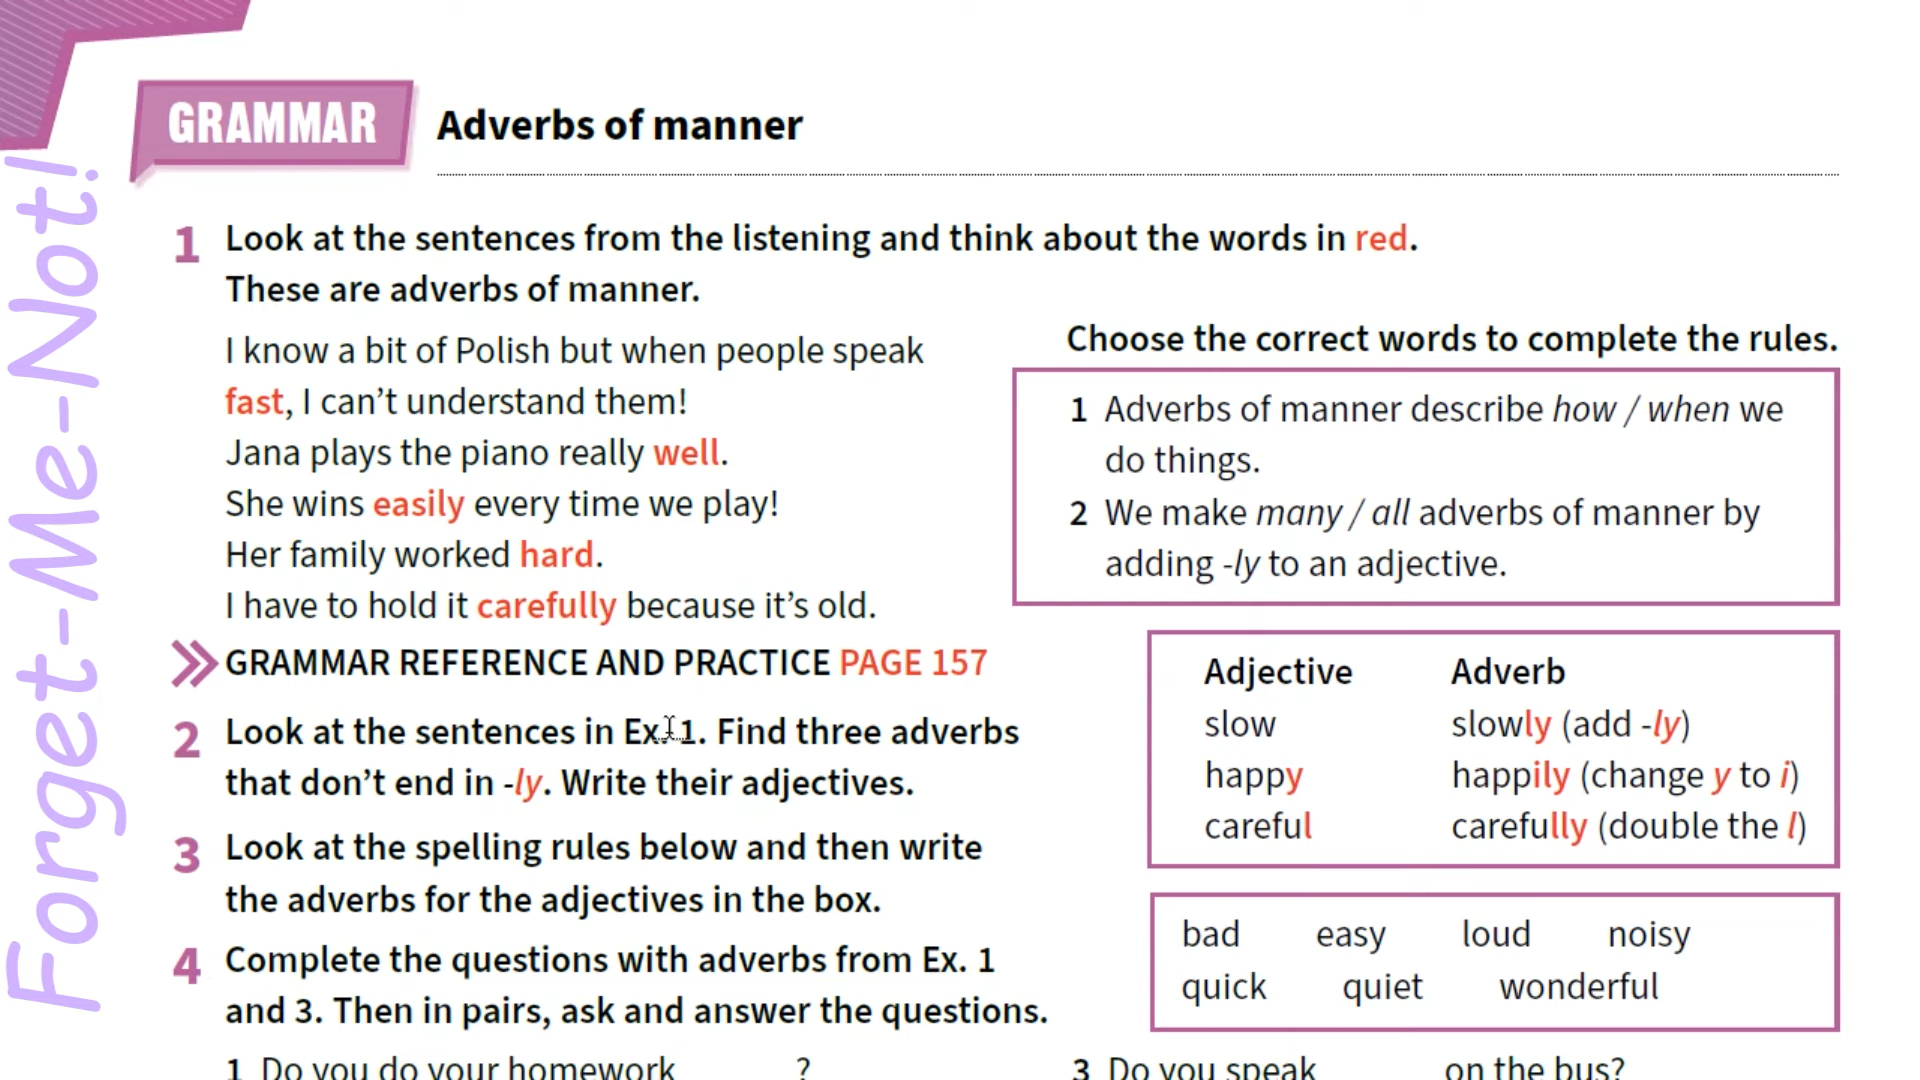 Forget-Me-Not!
GRAMMAR Adverbs of manner
1 Look at the sentences from the listening and think about the words in red.
These are adverbs of manner.
I know a bit of Polish but when people speak
fast, I can't understand them!
Jana plays the piano really well.
She wins easily every time we play!
Her family worked hard.
I have to hold it carefully because it's old.
Choose the correct words to complete the rules.
1 Adverbs of manner describe how / when we
do things.
2 We make many / all adverbs of manner by
adding -ly to an adjective.
GRAMMAR REFERENCE AND PRACTICE PAGE 157
2 Look at the sentences in Ex. 1. Find three adverbs
that don't end in -ly. Write their adjectives.
3 Look at the spelling rules below and then write
the adverbs for the adjectives in the box.
Adjective Adverb
slow slowly (add -ly)
happy happily (change y to i)
careful carefully (double the l)
bad easy loud noisy
quick quiet wonderful
4 Complete the questions with adverbs from Ex. 1
and 3. Then in pairs, ask and answer the questions.
1 Do you do your homework ?
3 Do you speak on the bus?